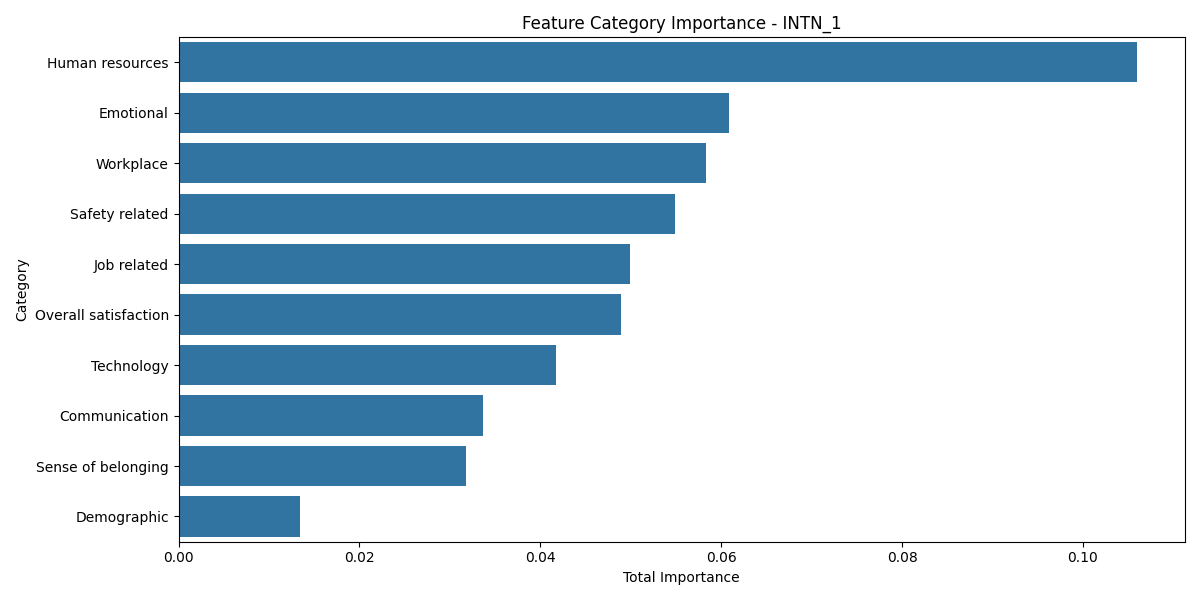 Feature Category Importance - INTN_1
Category
Human resources
Emotional
Workplace
Safety related
Job related
Overall satisfaction
Technology
Communication
Sense of belonging
Demographic
0.00 0.02 0.04 0.06 0.08 0.10
Total Importance